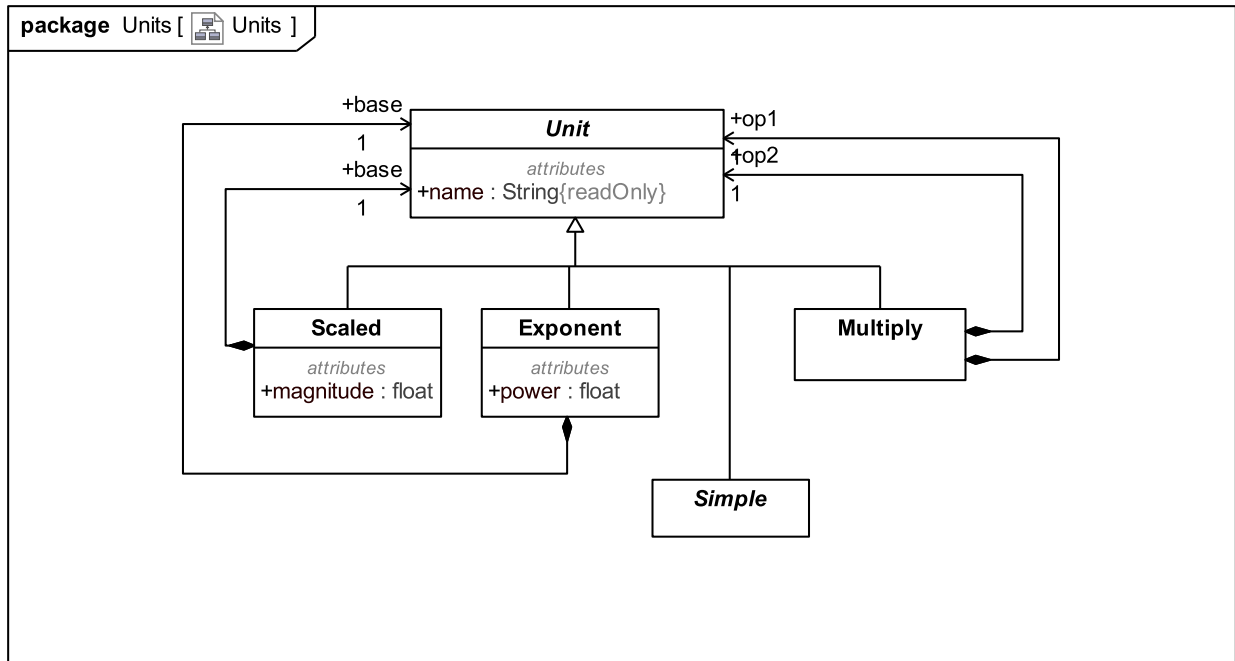 package Units [ Units ]
+base
1
+base
1
Unit
attributes
+name : String{readOnly}
+op1
1
+op2
1
Scaled
attributes
+magnitude : float
Exponent
attributes
+power : float
Multiply
Simple